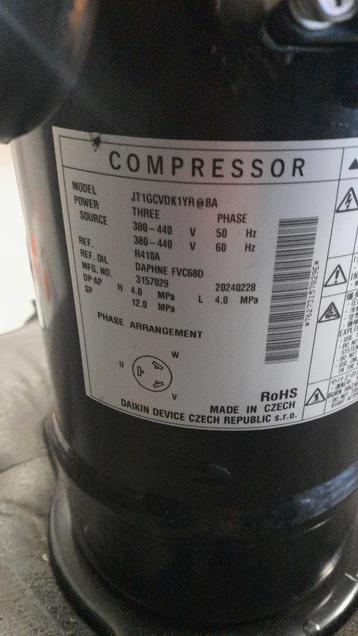 COMPRESSOR
MODEL JT1GCVDK1YR@BA
POWER THREE PHASE
SOURCE 380-440 V 50 Hz
380-440 V 60 Hz
REF. R410A
REF. OIL DAPHNE FVC68D
MFG. NO. 3157829 20240228
DP-AP H 4.0 MPa L 4.0 MPa
SP 12.0 MPa
PHASE ARRANGEMENT
W
U
V
RoHS
MADE IN CZECH
DAIKIN DEVICE CZECH REPUBLIC s.r.o.